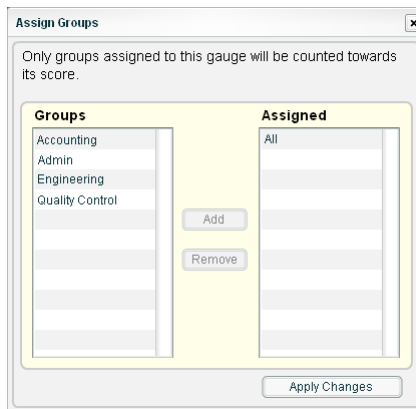 Assign Groups
Only groups assigned to this gauge will be counted towards
its score.
Groups
Assigned
Accounting
Admin
Engineering
Quality Control
All
Add
Remove
Apply Changes